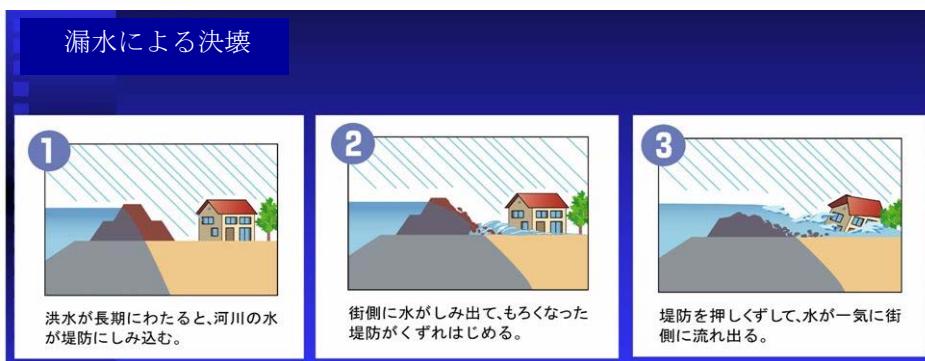 漏水による決壊
1
洪水が長期にわたると、河川の水
が堤防にしみ込む。
2
街側に水がしみ出て、もろくなった
堤防がくずれはじめる。
3
堤防を押しくずして、水が一気に街
側に流れ出る。